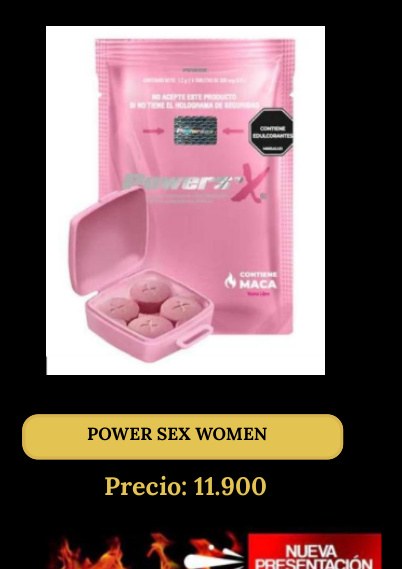 NO ACEPTE ESTE PRODUCTO
SI NO TIENE EL HOLOGRAMA DE SEGURIDAD
CONTIENE
EDULCORANTES
Power X
CONTIENE
MACA
POWER SEX WOMEN
Precio: 11.900
NUEVA
PRESENTACIÓN